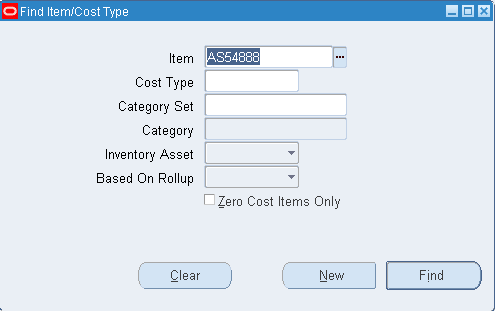 Find Item/Cost Type
Item AS54888 ...
Cost Type
Category Set
Category
Inventory Asset
Based On Rollup
Zero Cost Items Only
Clear New Find